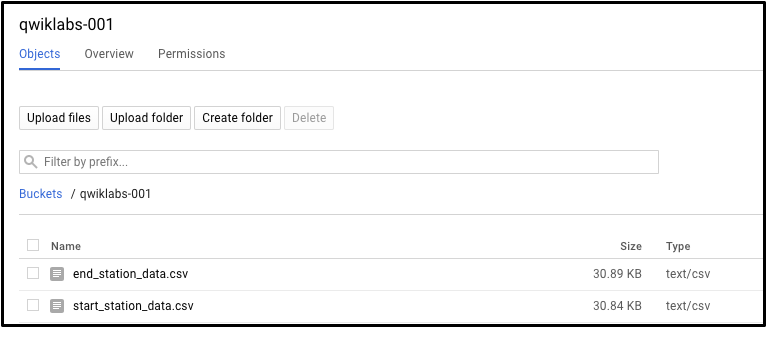 qwiklabs-001
Objects Overview Permissions
Upload files Upload folder Create folder Delete
Filter by prefix...
Buckets / qwiklabs-001
Name Size Type
end_station_data.csv 30.89 KB text/csv
start_station_data.csv 30.84 KB text/csv